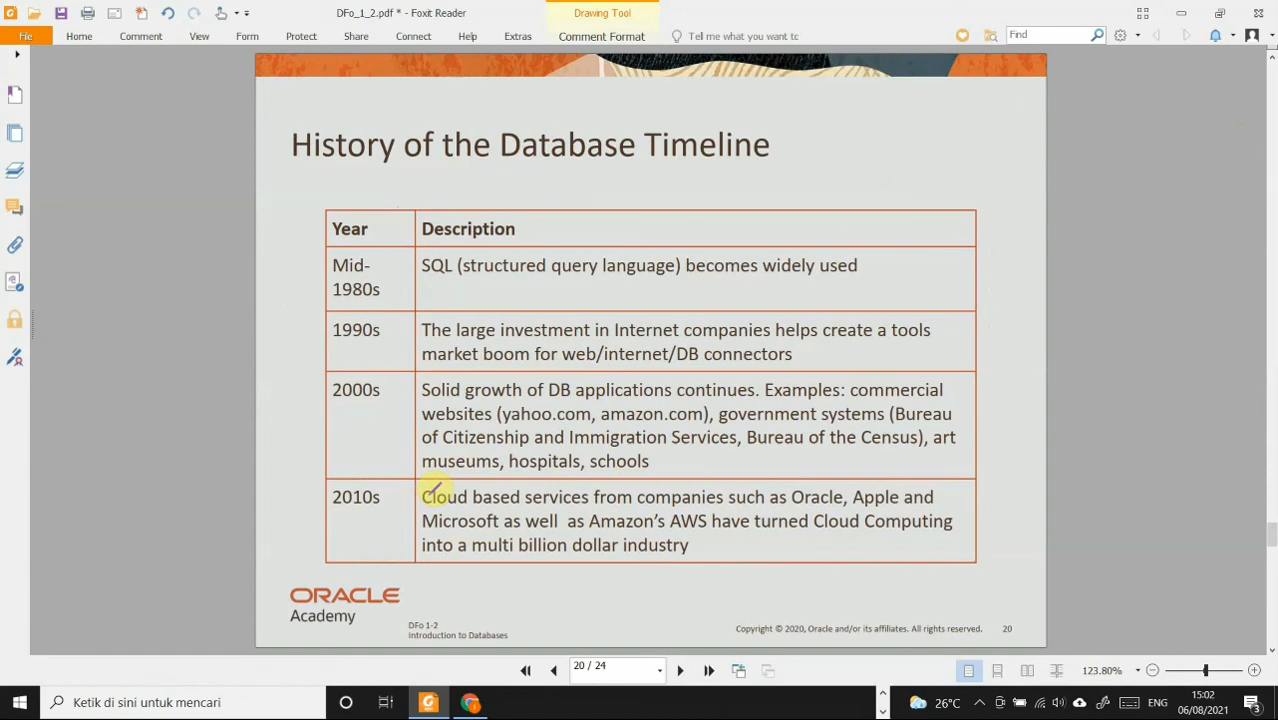 DFo_1_2.pdf * - Foxit Reader
Drawing Tool
File
Home
Comment
View
Form
Protect
Share
Connect
Help
Extras
Comment Format
Tell me what you want to
Find
History of the Database Timeline
Year
Description
Mid-
1980s
SQL (structured query language) becomes widely used
1990s
The large investment in Internet companies helps create a tools
market boom for web/internet/DB connectors
2000s
Solid growth of DB applications continues. Examples: commercial
websites (yahoo.com, amazon.com), government systems (Bureau
of Citizenship and Immigration Services, Bureau of the Census), art
museums, hospitals, schools
2010s
Cloud based services from companies such as Oracle, Apple and
Microsoft as well as Amazon's AWS have turned Cloud Computing
into a multi billion dollar industry
ORACLE
Academy
DFo 1-2
Introduction to Databases
Copyright © 2020, Oracle and/or its affiliates. All rights reserved.
20
20 / 24
123.80%
Ketik di sini untuk mencari
26°C
ENG
15:02
06/08/2021
3